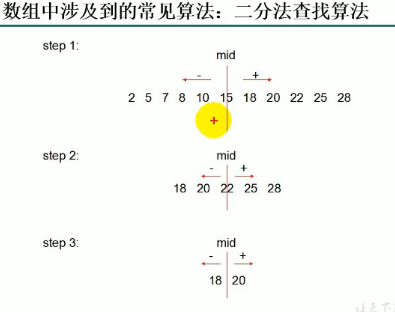 数组中涉及到的常见算法：二分法查找算法
step 1:
mid
- +
2 5 7 8 10 15 18 20 22 25 28
+
step 2:
mid
- +
18 20 22 25 28
step 3:
mid
- +
18 20